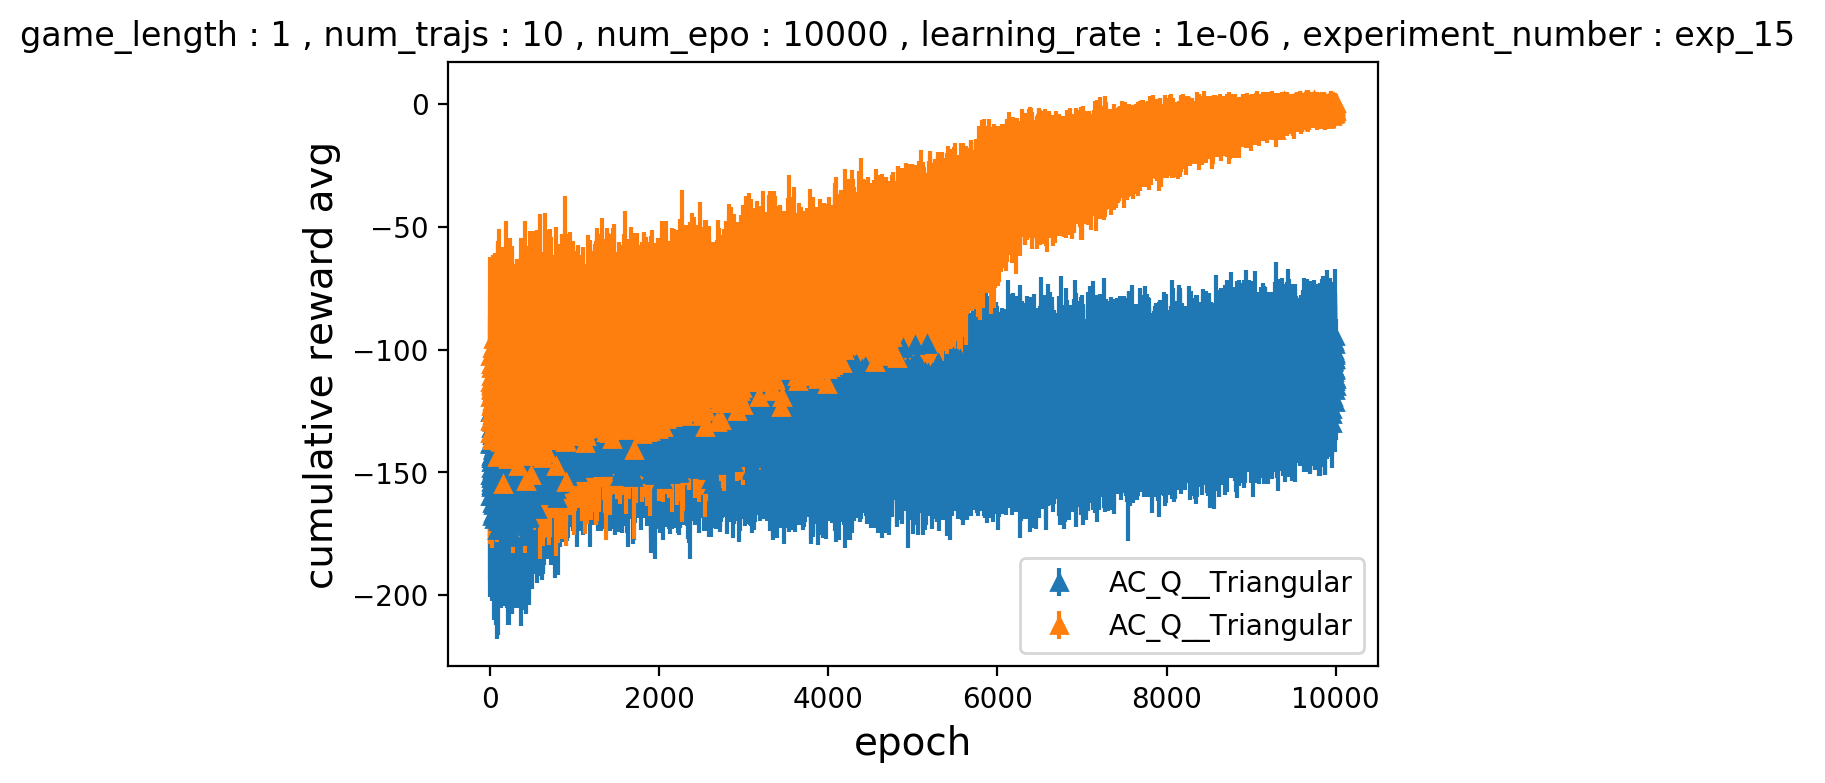 game_length : 1 , num_trajs : 10 , num_epo : 10000 , learning_rate : 1e-06 , experiment_number : exp_15
cumulative reward avg
0
−50
−100
−150
−200
AC_Q__Triangular
AC_Q__Triangular
0 2000 4000 6000 8000 10000
epoch